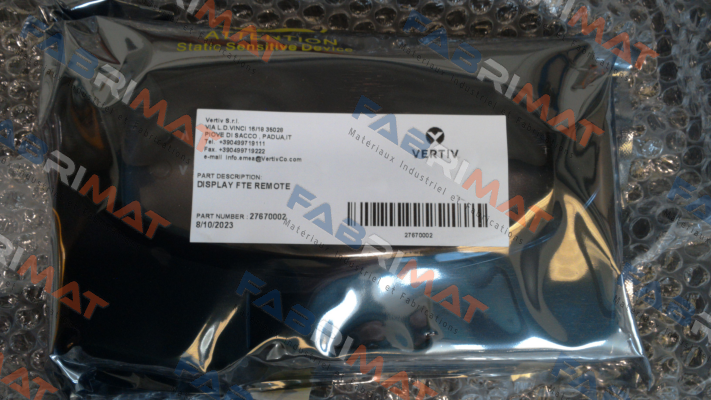 ATTENTION
Static Sensitive Device
Vertiv S.r.l.
VIA L.D.VINCI 16/18 35028
PIOVE DI SACCO , PADUA,IT
Tel. +390499719111
Fax. +390499719222
e-mail info.emea@VertivCo.com
VERTIV
PART DESCRIPTION:
DISPLAY FTE REMOTE
PART NUMBER : 27670002
8/10/2023
27670002
FABRIMAT
Materiaux Industriel et Fabrications